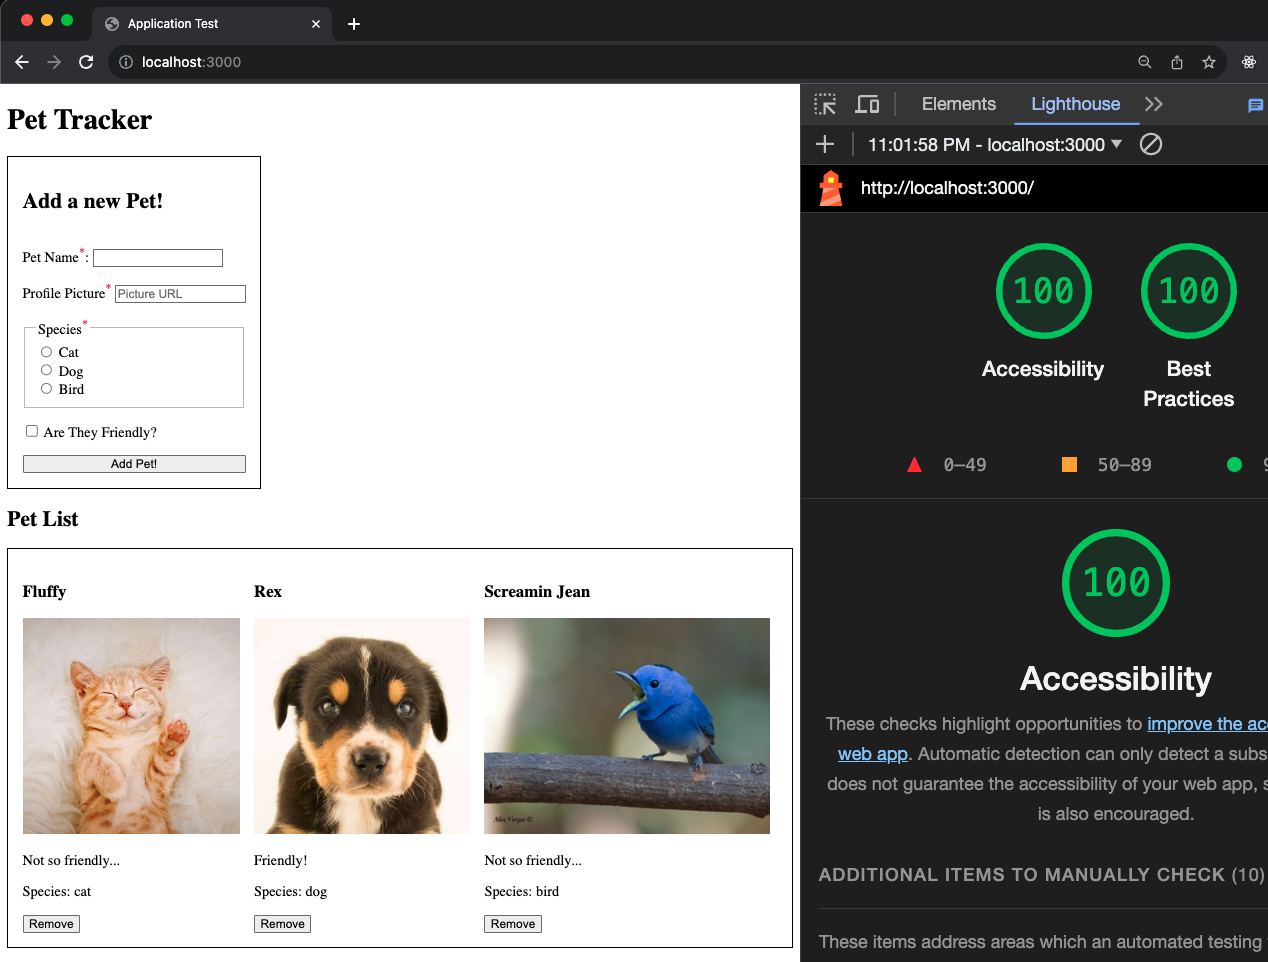 Application Test
localhost:3000
Pet Tracker
Add a new Pet!
Pet Name*:
Profile Picture* Picture URL
Species*
Cat
Dog
Bird
Are They Friendly?
Add Pet!
Pet List
Fluffy
Rex
Screamin Jean
Alex Vargas ©
Not so friendly...
Friendly!
Not so friendly...
Species: cat
Species: dog
Species: bird
Remove
Remove
Remove
Elements
Lighthouse
11:01:58 PM - localhost:3000
http://localhost:3000/
100
100
Accessibility
Best
Practices
0–49
50–89
100
Accessibility
These checks highlight opportunities to improve the
web app. Automatic detection can only detect a
does not guarantee the accessibility of your web app,
is also encouraged.
ADDITIONAL ITEMS TO MANUALLY CHECK (10)
These items address areas which an automated testing